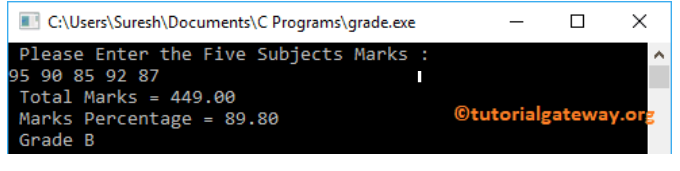 C:\Users\Suresh\Documents\C Programs\grade.exe
Please Enter the Five Subjects Marks :
95 90 85 92 87
Total Marks = 449.00
Marks Percentage = 89.80
©tutorialgateway.org
Grade B